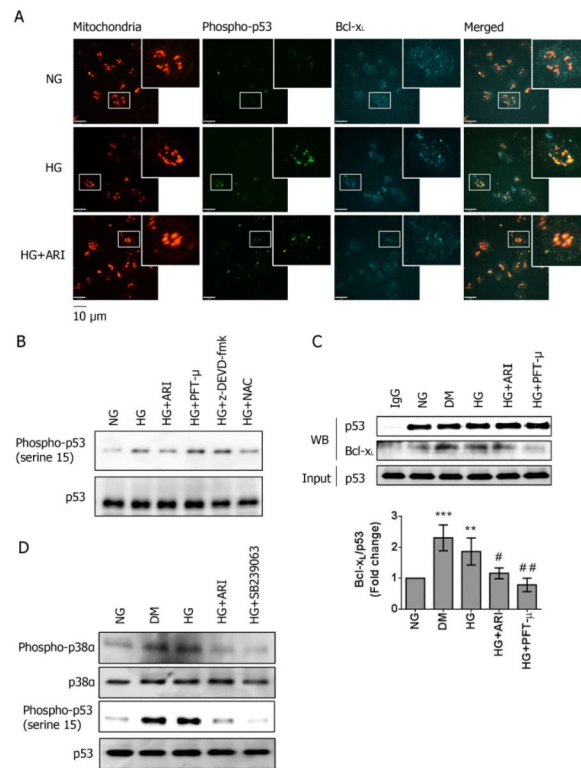 A
Mitochondria Phospho-p53 Bcl-xL Merged
NG
HG
HG+ARI
10 µm
B
NG HG HG+ARI HG+PFT-µ HG+z-DEVD-fmk HG+NAC
Phospho-p53
(serine 15)
p53
C
IgG NG DM HG HG+ARI HG+PFT-µ
WB
p53
Bcl-xL
Input p53
Bcl-xL/p53
(Fold change)
4
3
2
1
0
*** ** # ##
NG DM HG HG+ARI HG+PFT-µ
D
NG DM HG HG+ARI HG+SB239063
Phospho-p38α
p38α
Phospho-p53
(serine 15)
p53